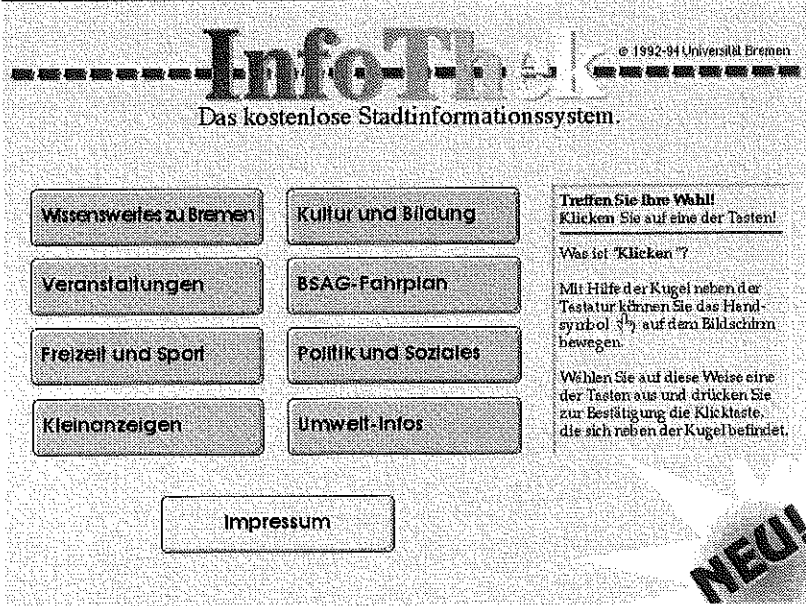 InfoThek
© 1992-94 Universität Bremen
Das kostenlose Stadtinformationssystem.
Wissenswertes zu Bremen
Kultur und Bildung
Veranstaltungen
BSAG-Fahrplan
Freizeit und Sport
Politik und Soziales
Kleinanzeigen
Umwelt-Infos
Impressum
Treffen Sie Ihre Wahl!
Klicken Sie auf eine der Tasten!
Was ist "Klicken"?
Mit Hilfe der Kugel neben der
Tastatur können Sie das Hand-
symbol auf dem Bildschirm
bewegen.
Wählen Sie auf diese Weise eine
der Tasten aus und drücken Sie
zur Bestätigung die Klicktaste,
die sich neben der Kugel befindet.
NEU!